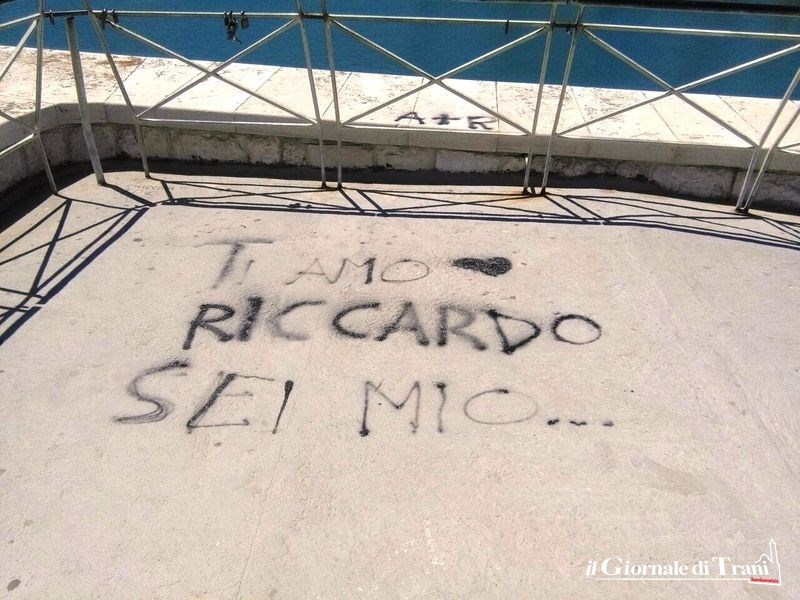 A & R
TI AMO ♥
RICCARDO
SEI MIO...
il Giornale di Trani